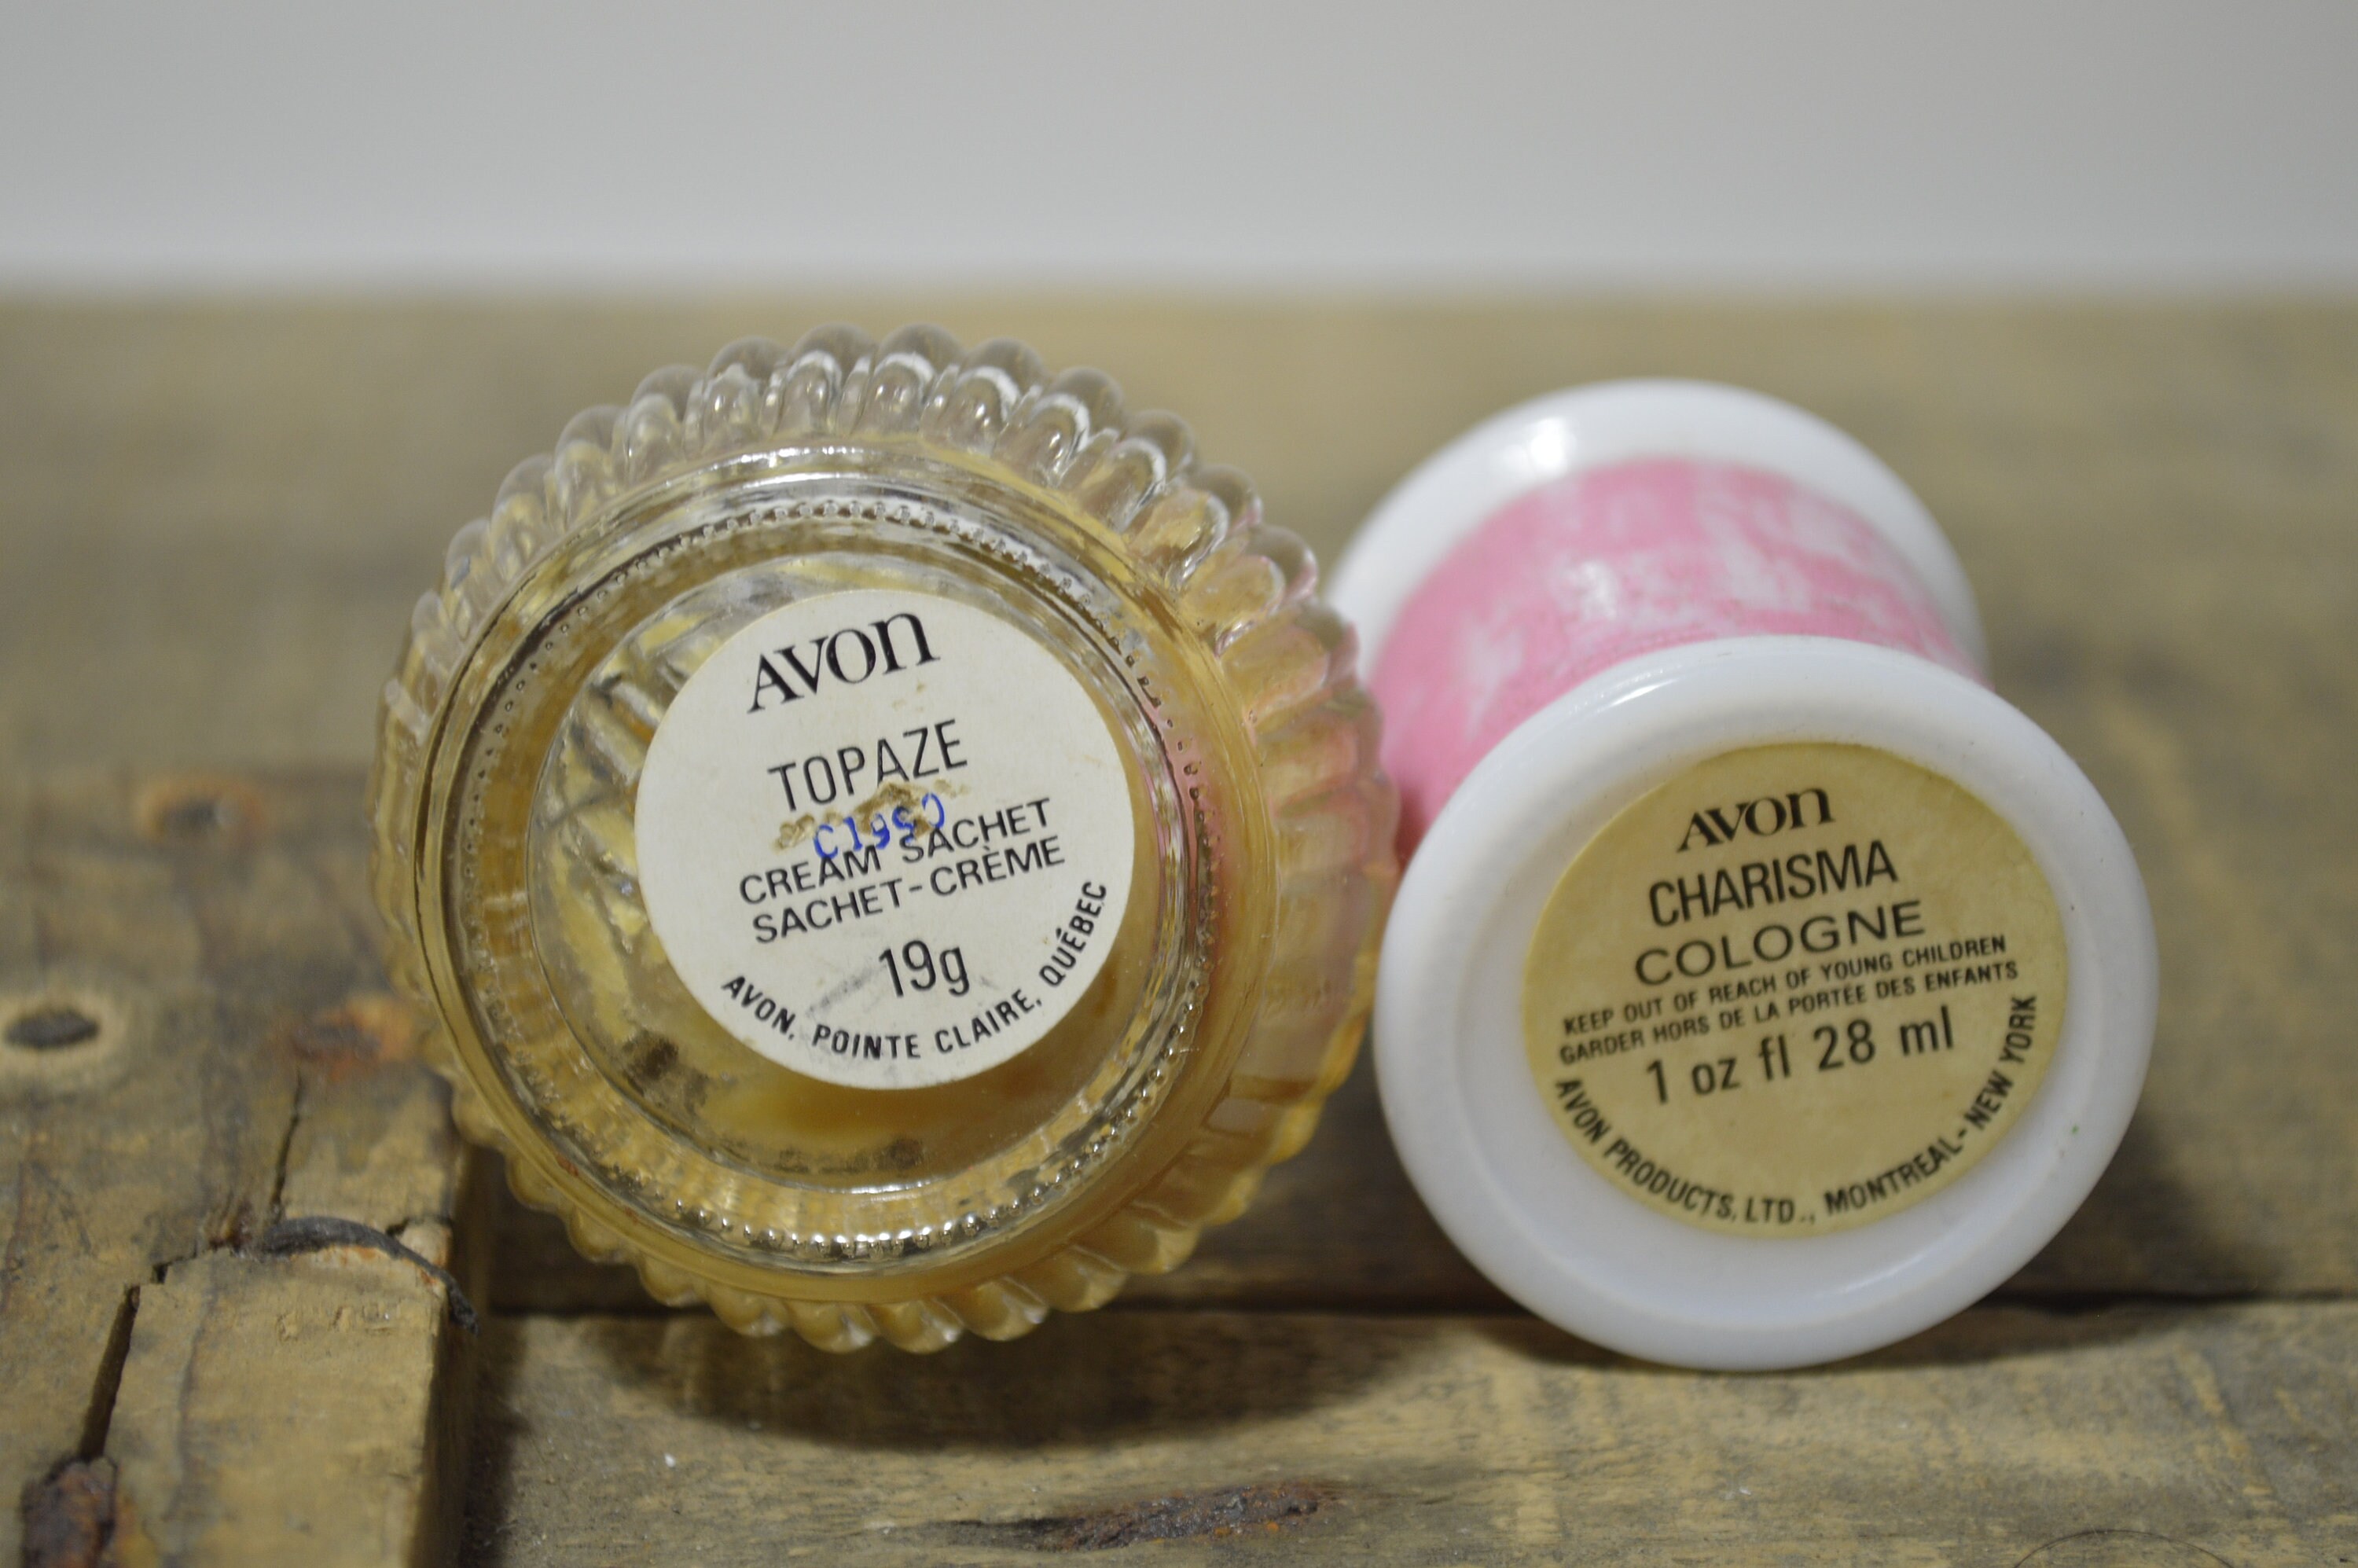 AVON
TOPAZE
CREAM SACHET
SACHET-CRÈME
19g
AVON, POINTE CLAIRE, QUÉBEC
AVON
CHARISMA
COLOGNE
KEEP OUT OF REACH OF YOUNG CHILDREN
GARDER HORS DE LA PORTÉE DES ENFANTS
1 oz fl 28 ml
AVON PRODUCTS, LTD., MONTREAL-NEW YORK